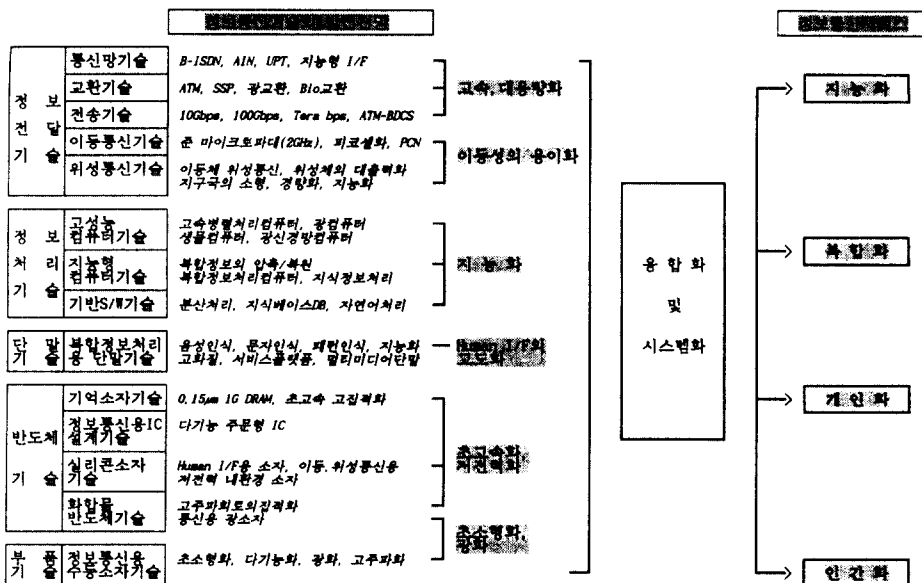 통신망기술 B-ISDN, AIN, UPT, 지능형 I/F
교환기술 ATM, SSP, 광교환, Bio교환
전송기술 10Gbps, 100Gbps, Tera bps, ATM-BDCS
고속, 대용량화
정 보
전 달
기 술
이동통신기술 준 마이크로파대(2GHz), 피코셀화, PCN
위성통신기술 이동체 위성통신, 위성체의 대출력화
지구국의 소형, 경량화, 지능화
이동성의 용이화
정 보
처 리
기 술
고성능
컴퓨터기술
고속병렬처리컴퓨터, 광컴퓨터
생물컴퓨터, 광신경망컴퓨터
지능형
컴퓨터기술
복합정보의 압축/복원
복합정보처리컴퓨터, 지식정보처리
기반S/W기술 분산처리, 지식베이스DB, 자연어처리
지 능 화
단 말
기 술
복합정보처리
용 단말기술
음성인식, 문자인식, 패턴인식, 지능화
고화질, 서비스플랫폼, 멀티미디어단말
Human I/F화
고도화
반도체
기 술
기억소자기술 0.15μm 1G DRAM, 초고속 고집적화
정보통신용IC
설계기술
다기능 주문형 IC
실리콘소자
기술
Human I/F용 소자, 이동.위성통신용
저전력 내환경 소자
화합물
반도체기술
고주파회로의집적화
통신용 광소자
초고속화,
저전력화
초소형화,
광화
부 품
기 술
정보통신용
수동소자기술
초소형화, 다기능화, 광화, 고주파화
융 합 화
및
시스템화
지 능 화
복 합 화
개 인 화
인 간 화